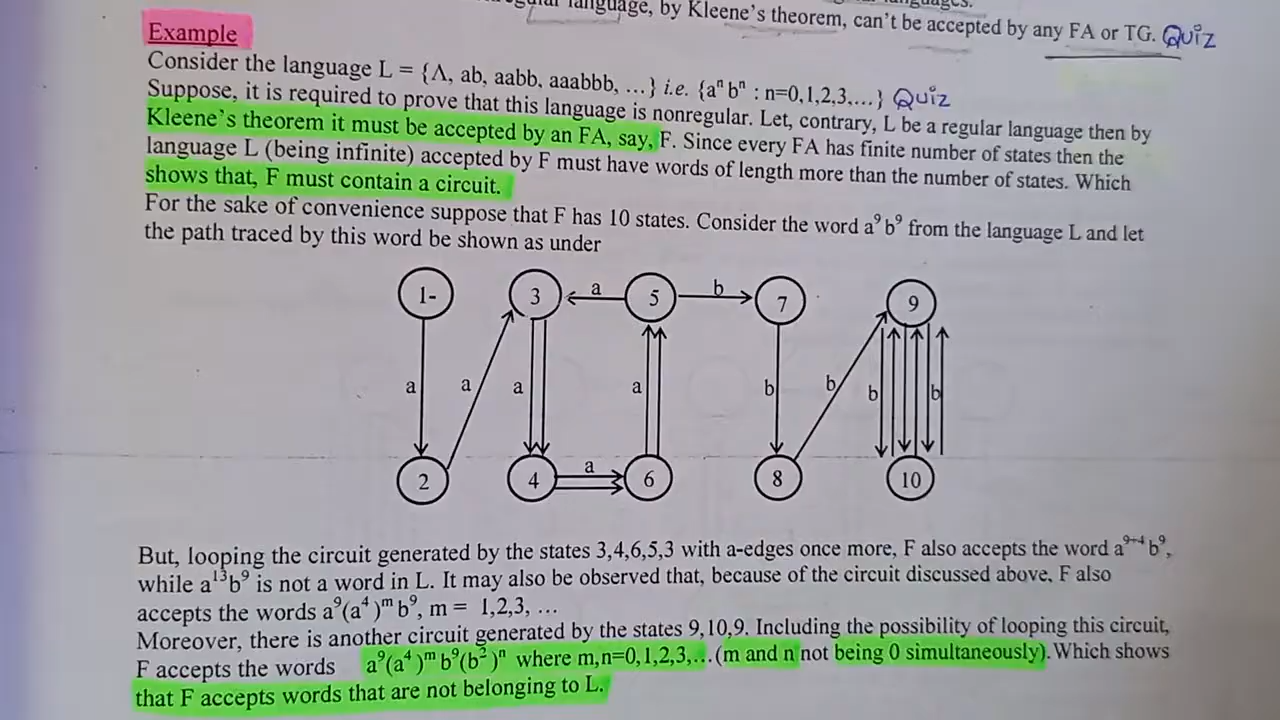 languages.
language, by Kleene's theorem, can't be accepted by any FA or TG. Quiz
Example
Consider the language L = {Λ, ab, aabb, aaabbb, ...} i.e. {aⁿ bⁿ : n=0,1,2,3,...} Quiz
Suppose, it is required to prove that this language is nonregular. Let, contrary, L be a regular language then by
Kleene's theorem it must be accepted by an FA, say, F. Since every FA has finite number of states then the
language L (being infinite) accepted by F must have words of length more than the number of states. Which
shows that, F must contain a circuit.
For the sake of convenience suppose that F has 10 states. Consider the word a⁹ b⁹ from the language L and let
the path traced by this word be shown as under
1- 3 a 5 b 7 9
a a a a b b b b
2 4 a 6 8 10
But, looping the circuit generated by the states 3,4,6,5,3 with a-edges once more, F also accepts the word a⁹⁺⁴ b⁹,
while a¹³b⁹ is not a word in L. It may also be observed that, because of the circuit discussed above, F also
accepts the words a⁹(a⁴)ᵐ b⁹, m = 1,2,3, ...
Moreover, there is another circuit generated by the states 9,10,9. Including the possibility of looping this circuit,
F accepts the words a⁹(a⁴)ᵐ b⁹(b²)ⁿ where m,n=0,1,2,3,...(m and n not being 0 simultaneously). Which shows
that F accepts words that are not belonging to L.